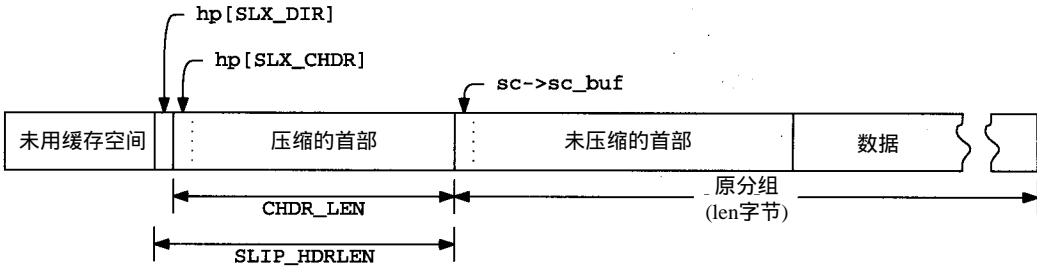 hp[SLX_DIR]
hp[SLX_CHDR]
sc->sc_buf
未用缓存空间
压缩的首部
未压缩的首部
数据
CHDR_LEN
原分组
(len字节)
SLIP_HDRLEN